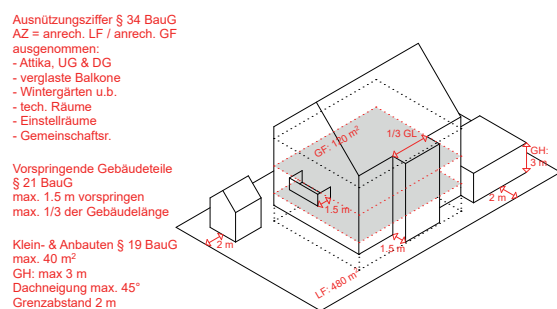 Ausnützungsziffer § 34 BauG
AZ = anrech. LF / anrech. GF
ausgenommen:
- Attika, UG & DG
- verglaste Balkone
- Wintergärten u.b.
- tech. Räume
- Einstellräume
- Gemeinschaftsr.
Vorspringende Gebäudeteile
§ 21 BauG
max. 1.5 m vorspringen
max. 1/3 der Gebäudelänge
Klein- & Anbauten § 19 BauG
max. 40 m²
GH: max 3 m
Dachneigung max. 45°
Grenzabstand 2 m
GF: 120 m²
1/3 GL
GH:
3 m
1.5 m
2 m
2 m
1.5 m
LF: 480 m²